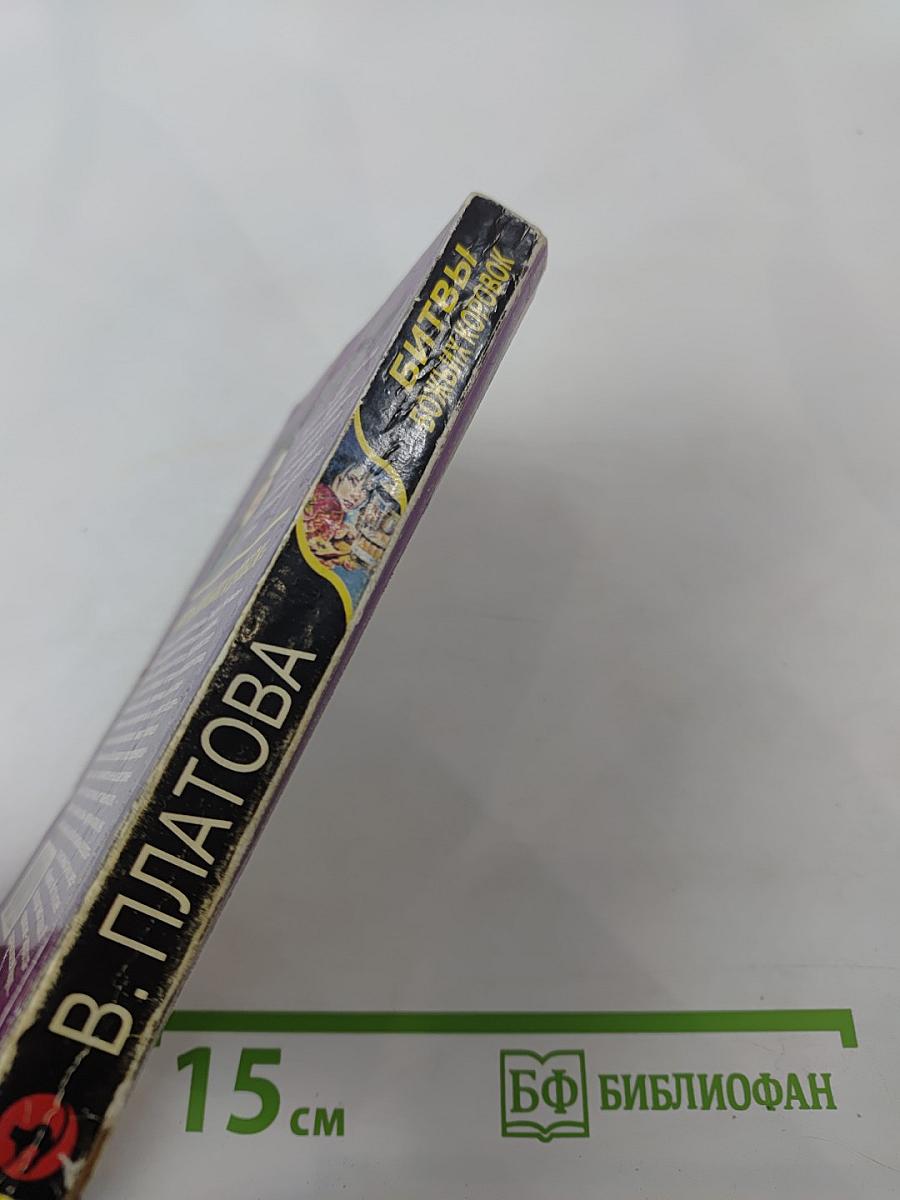 В. ПЛАТОВА
БИТВЫ
БОЖЬИХ КОРОВОК
15 см
БФ БИБЛИОФАН